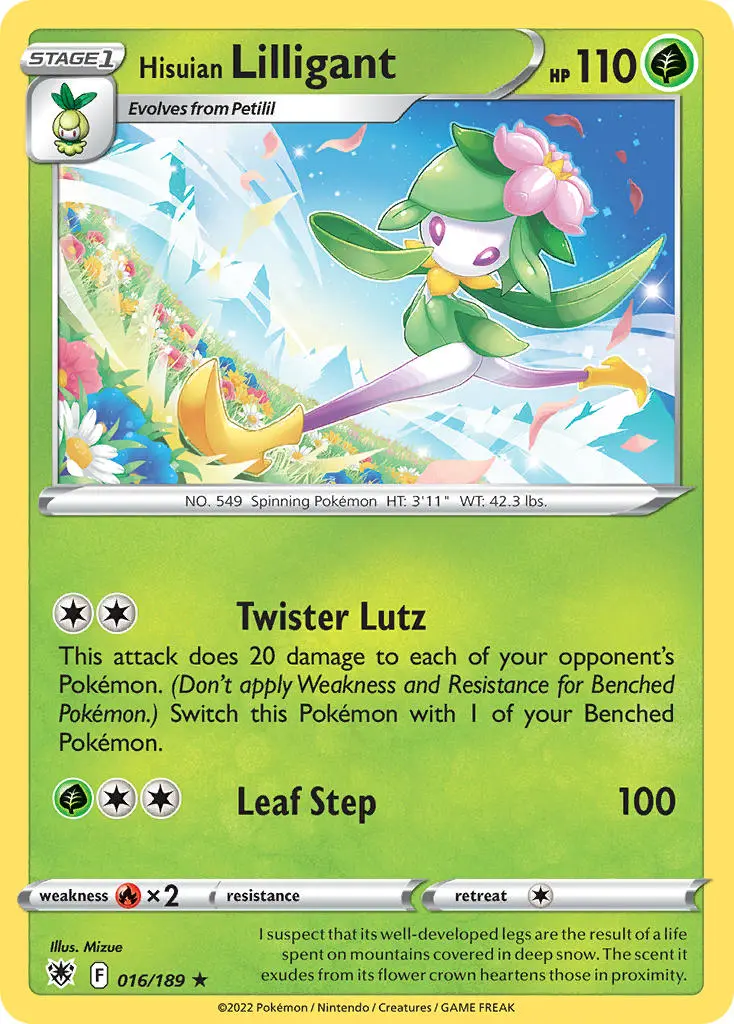 STAGE1
Hisuian Lilligant
HP 110
Evolves from Petilil
NO. 549 Spinning Pokémon HT: 3'11" WT: 42.3 lbs.
Twister Lutz
This attack does 20 damage to each of your opponent's
Pokémon. (Don't apply Weakness and Resistance for Benched
Pokémon.) Switch this Pokémon with 1 of your Benched
Pokémon.
Leaf Step 100
weakness ×2 resistance retreat
Illus. Mizue
I suspect that its well-developed legs are the result of a life
spent on mountains covered in deep snow. The scent it
exudes from its flower crown heartens those in proximity.
F 016/189 ★
©2022 Pokémon / Nintendo / Creatures / GAME FREAK